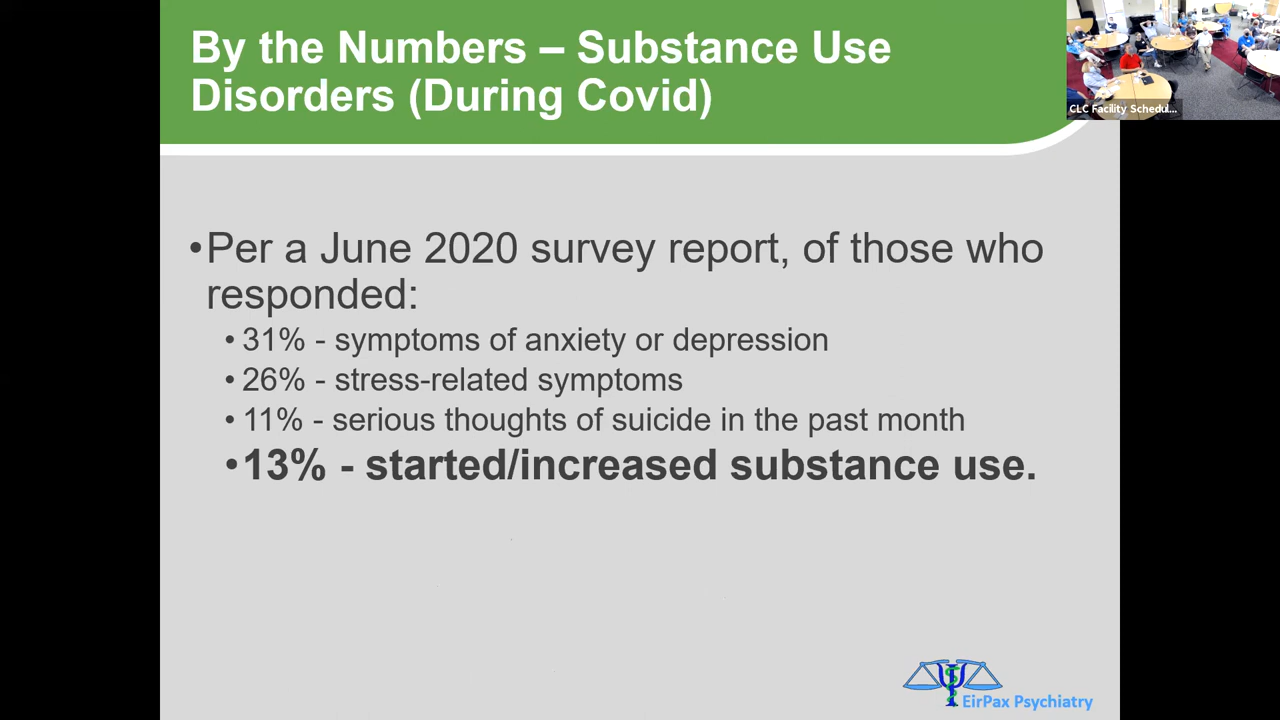 By the Numbers – Substance Use
Disorders (During Covid)
CLC Facility Schedul...
•Per a June 2020 survey report, of those who
responded:
• 31% - symptoms of anxiety or depression
• 26% - stress-related symptoms
• 11% - serious thoughts of suicide in the past month
•13% - started/increased substance use.
EirPax Psychiatry